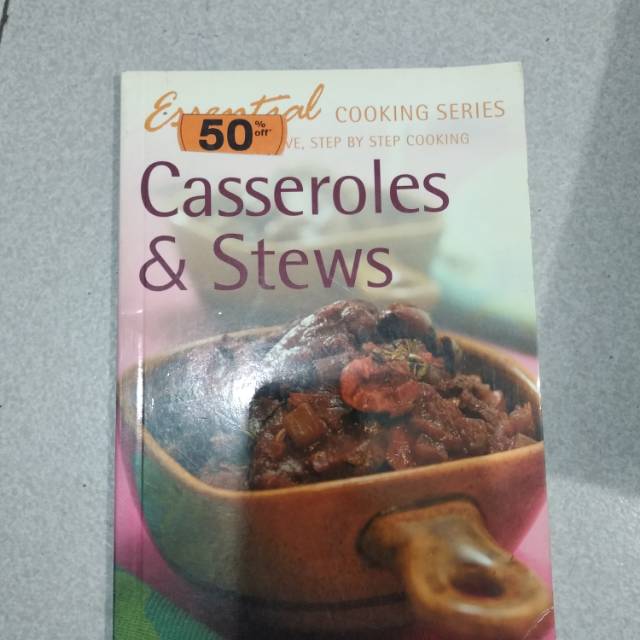 Essential COOKING SERIES
50% off*
VE, STEP BY STEP COOKING
Casseroles
& Stews